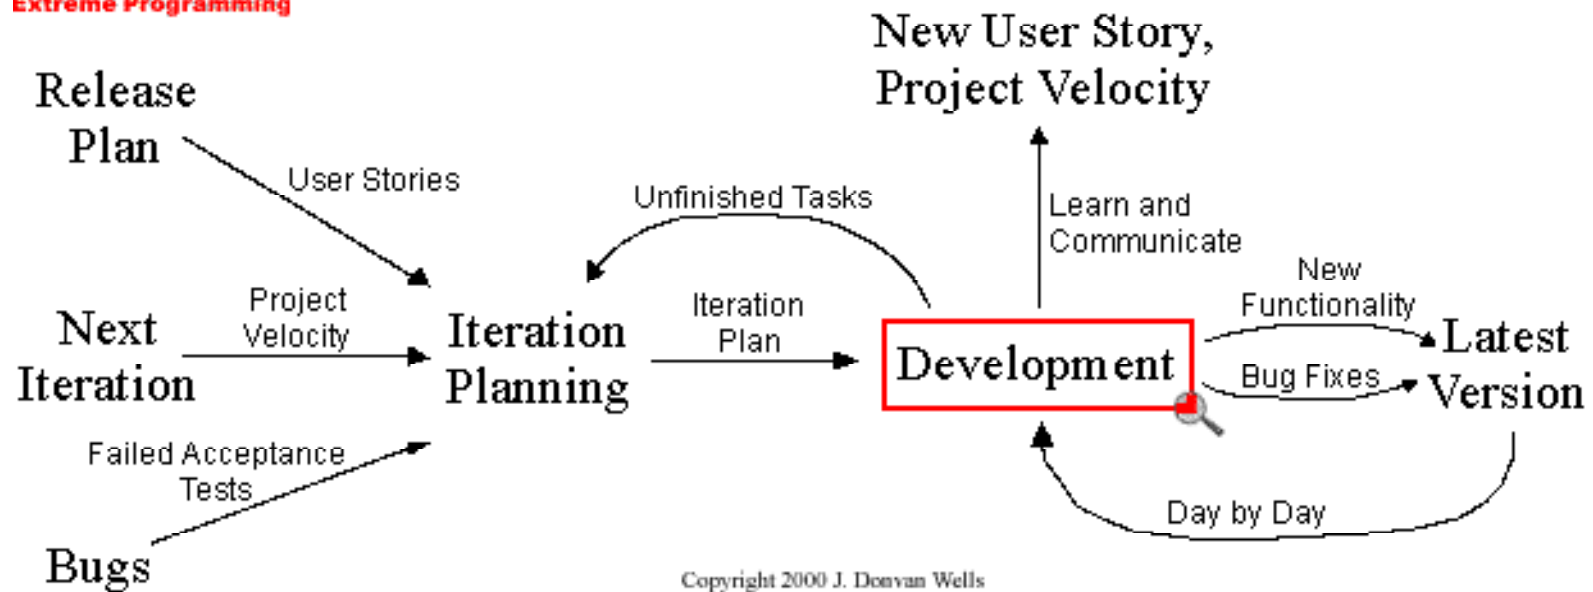 Extreme Programming
New User Story,
Project Velocity
Release
Plan
User Stories
Unfinished Tasks
Learn and
Communicate
New
Functionality
Project
Velocity
Next
Iteration
Iteration
Planning
Iteration
Plan
Development
Bug Fixes
Latest
Version
Failed Acceptance
Tests
Bugs
Day by Day
Copyright 2000 J. Donvan Wells